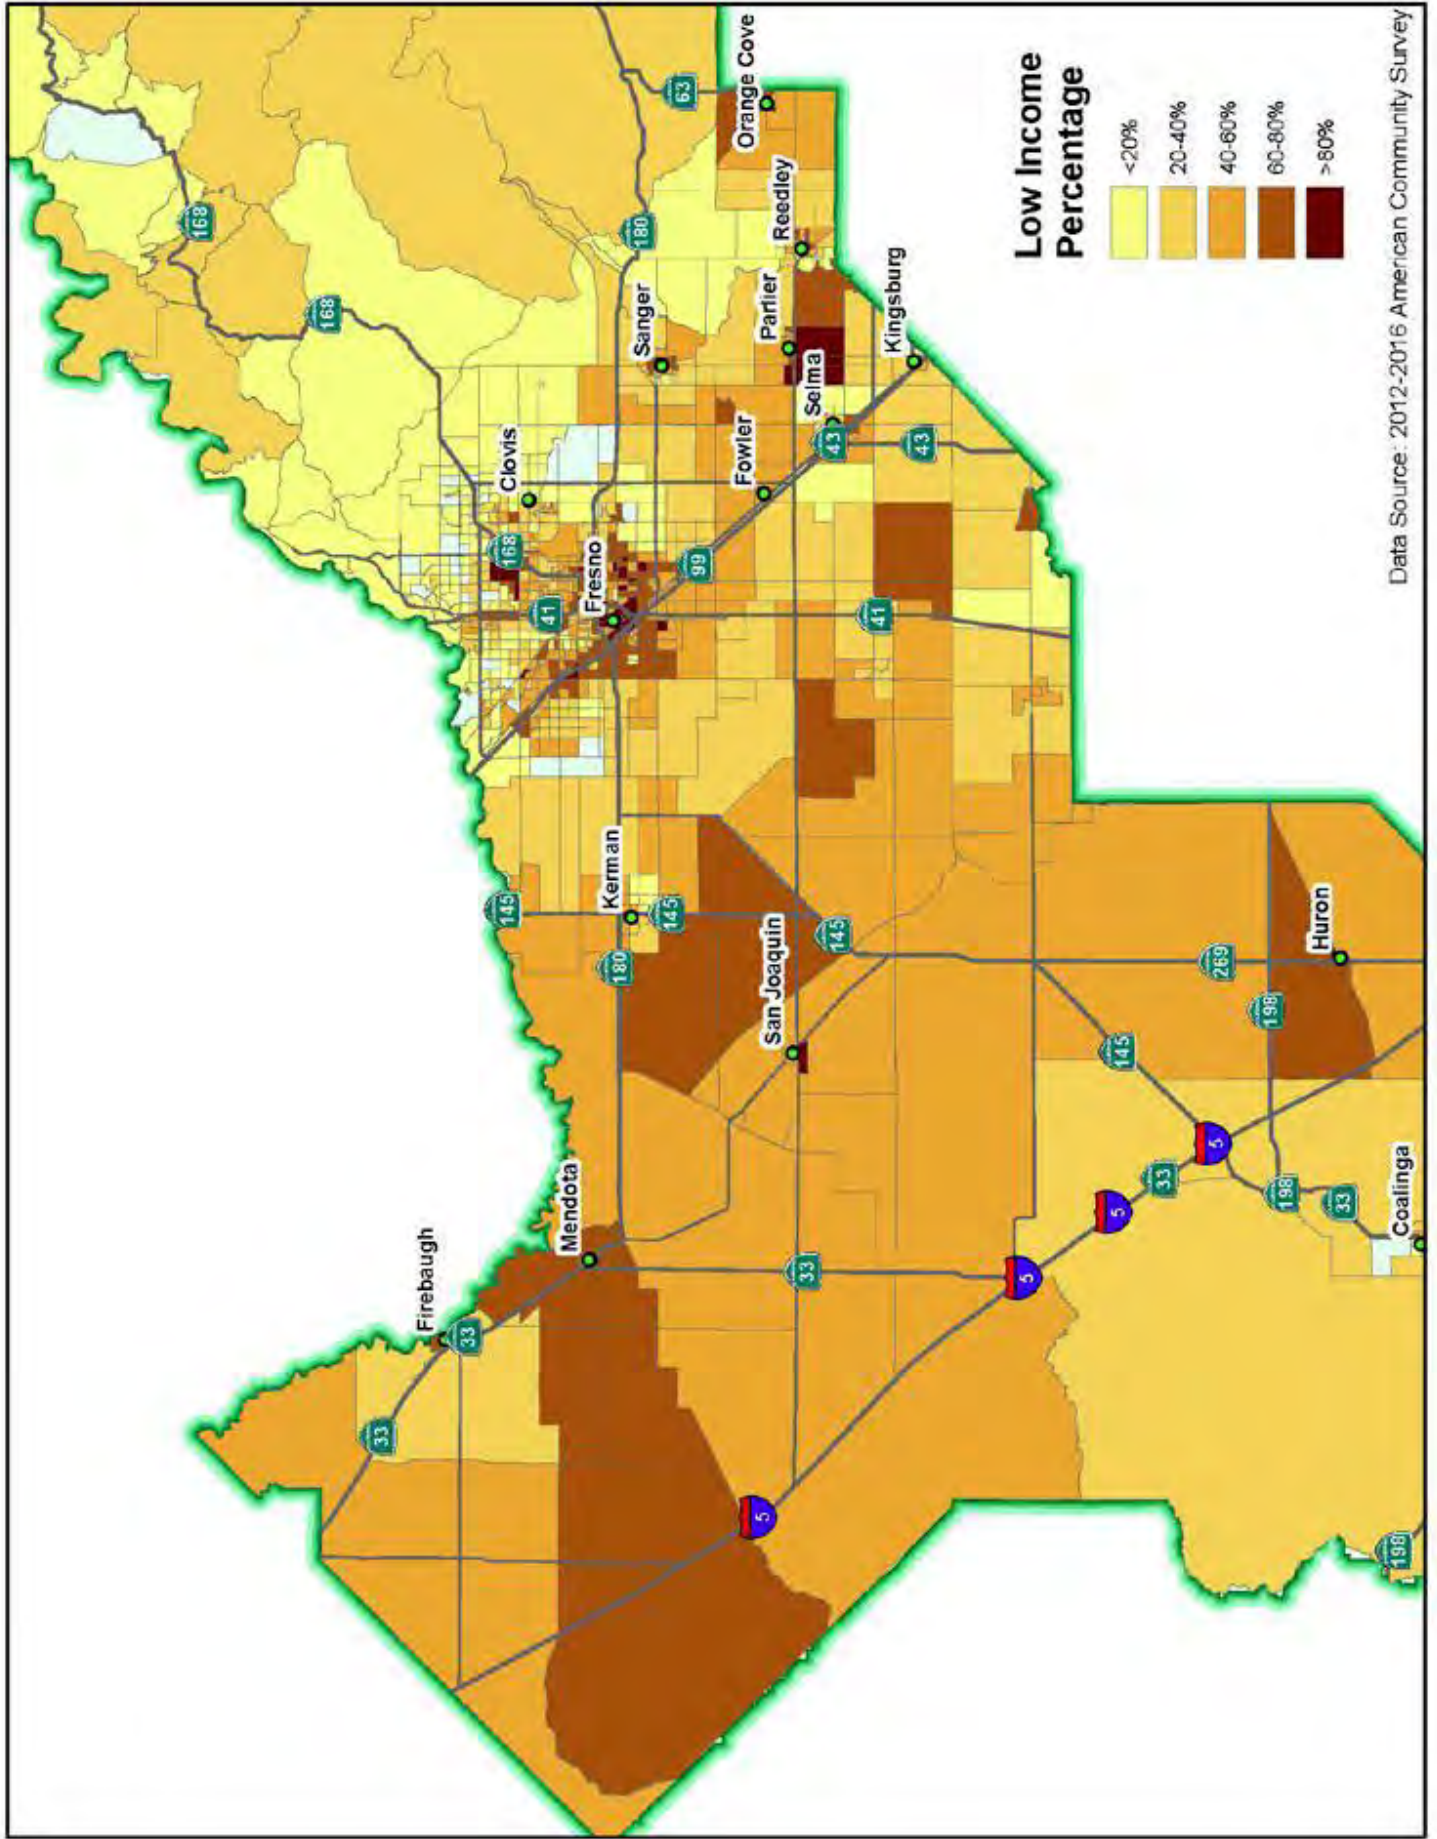 Firebaugh
33
33
Mendota
5
33
5
5
33
5
198
33
Coalinga
198
San Joaquin
145
180
Kerman
145
145
145
269
198
Huron
Fresno
41
168
Clovis
99
41
Fowler
43
43
Selma
Kingsburg
Parlier
Sanger
Reedley
Orange Cove
180
63
168
168
Low Income
Percentage
<20%
20-40%
40-60%
60-80%
>80%
Data Source: 2012-2016 American Community Survey